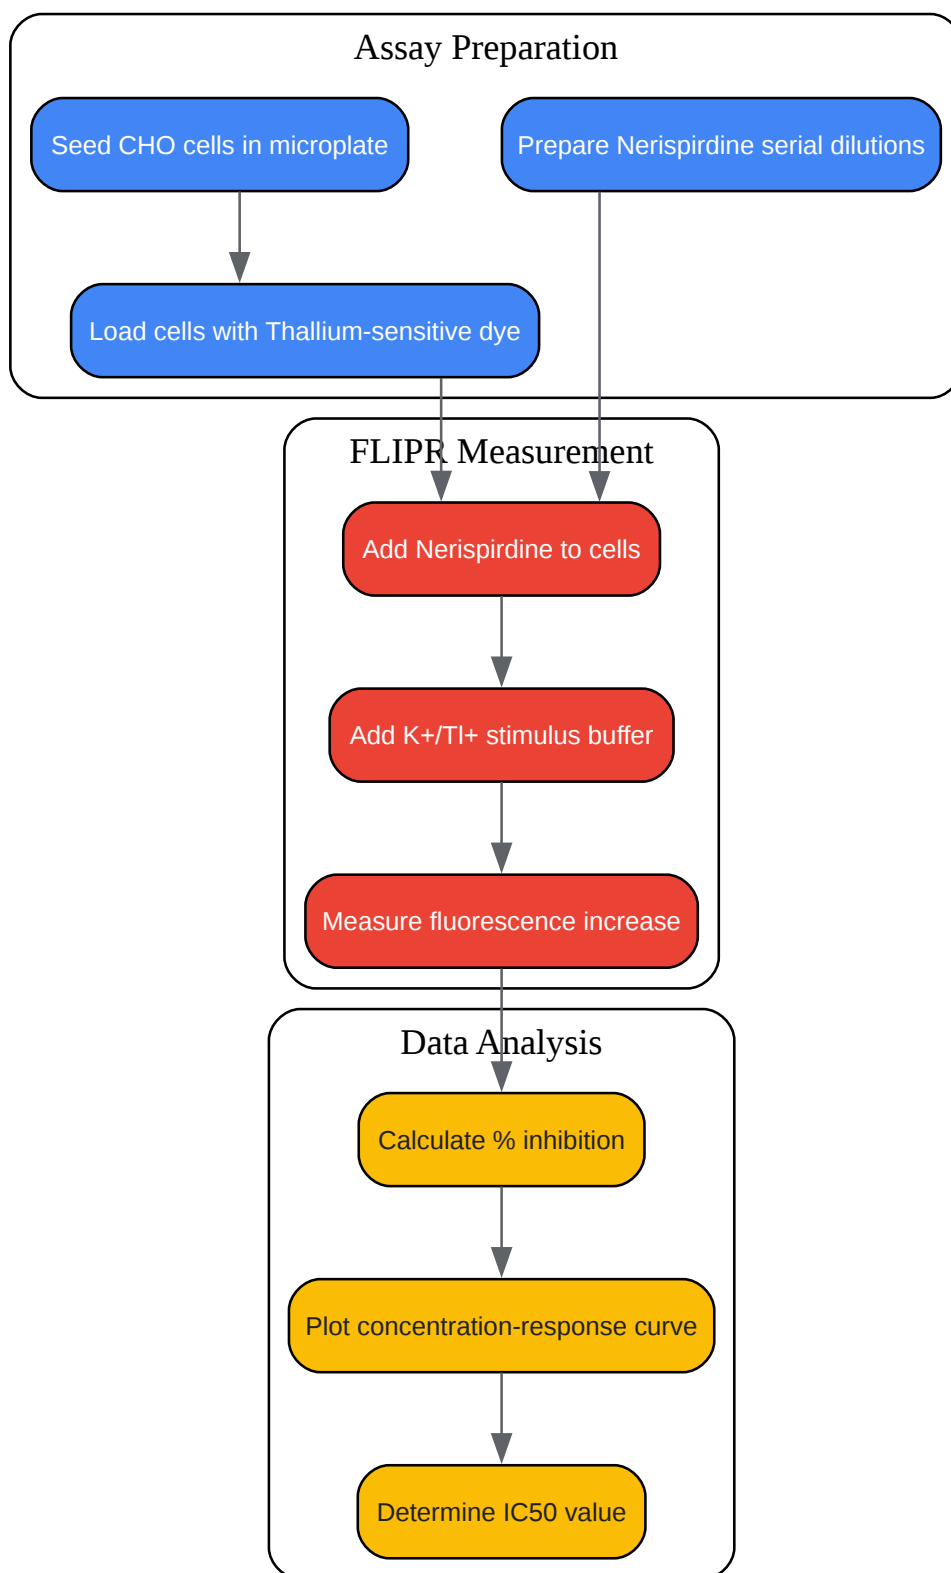 Assay Preparation
Seed CHO cells in microplate
Prepare Nerispirdine serial dilutions
Load cells with Thallium-sensitive dye
FLIPR Measurement
Add Nerispirdine to cells
Add K+/Tl+ stimulus buffer
Measure fluorescence increase
Data Analysis
Calculate % inhibition
Plot concentration-response curve
Determine IC50 value